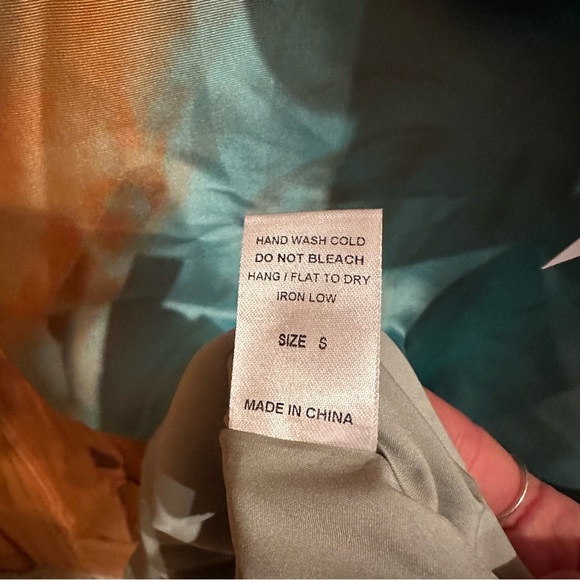 HAND WASH COLD
DO NOT BLEACH
HANG / FLAT TO DRY
IRON LOW
SIZE S
MADE IN CHINA